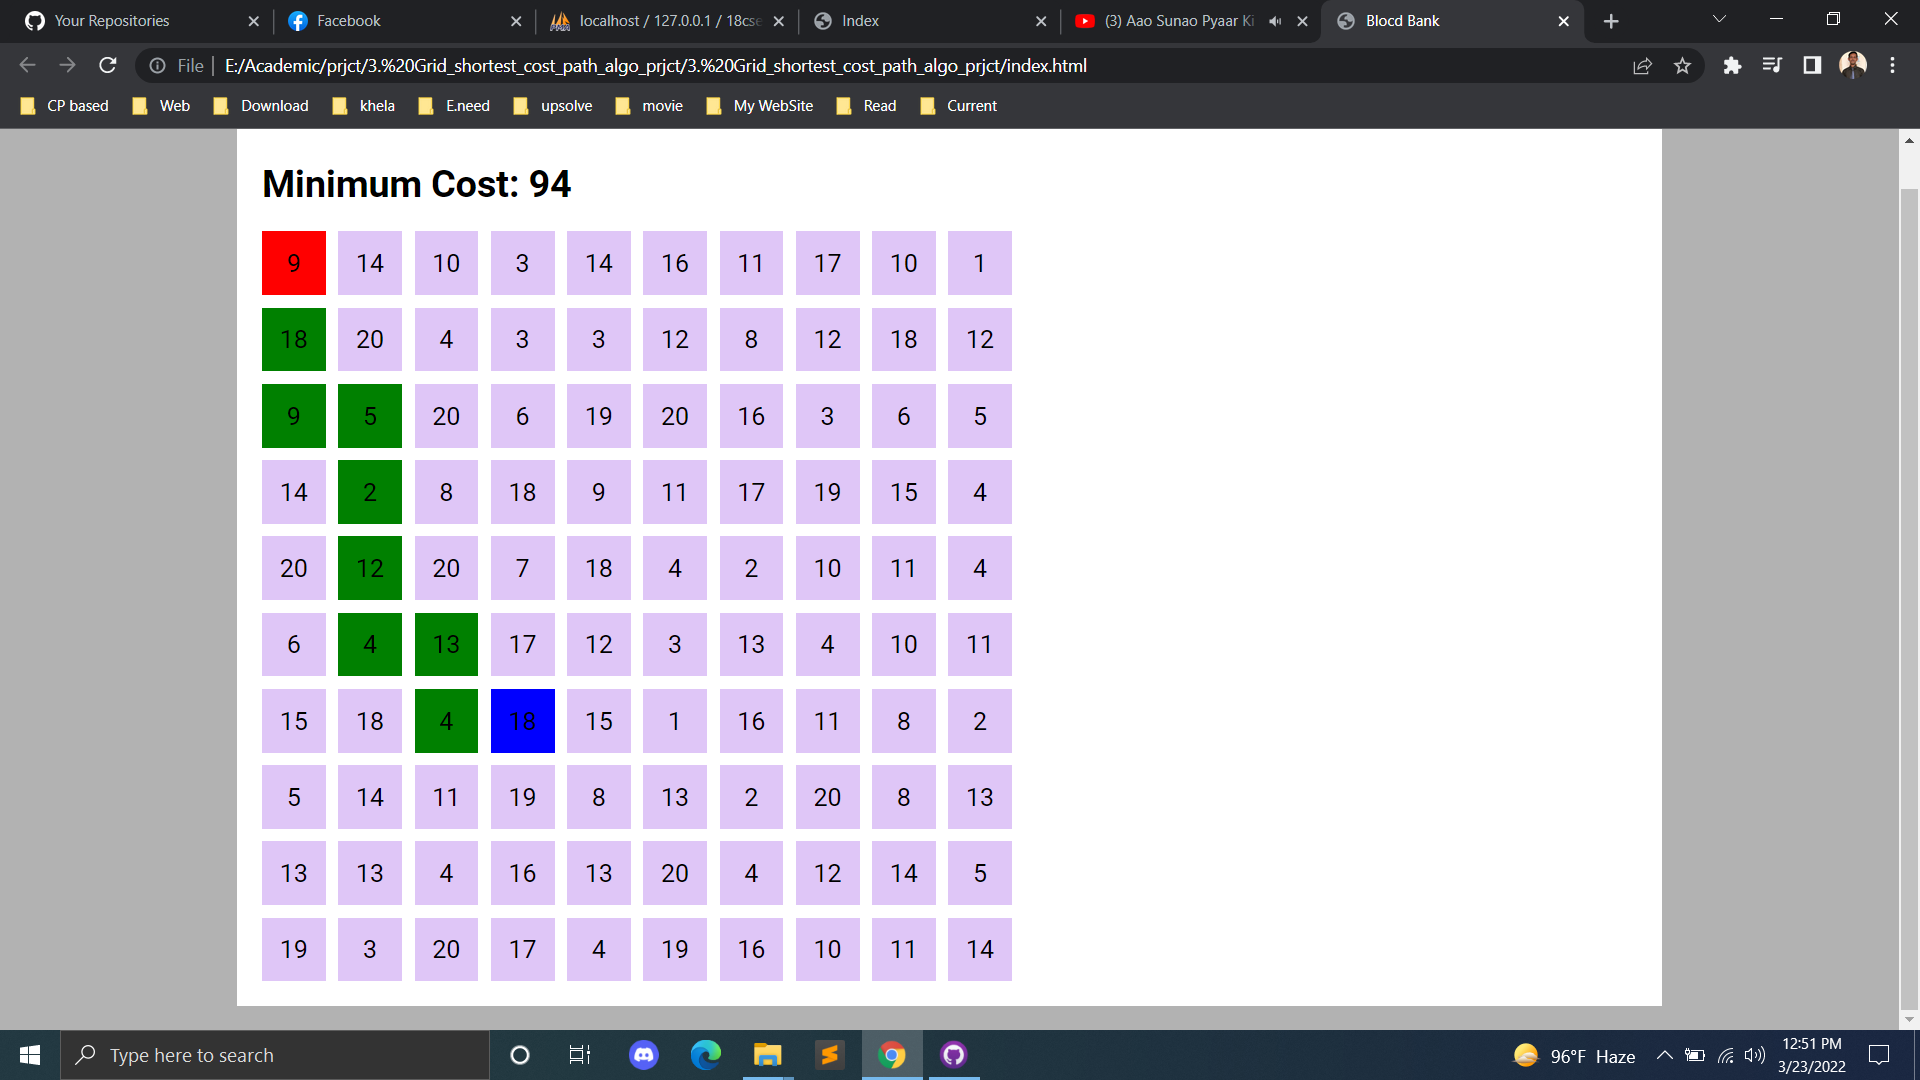 Your Repositories Facebook localhost / 127.0.0.1 / 18cse Index (3) Aao Sunao Pyaar Ki Blocd Bank
File E:/Academic/prjct/3.%20Grid_shortest_cost_path_algo_prjct/3.%20Grid_shortest_cost_path_algo_prjct/index.html
CP based Web Download khela E.need upsolve movie My WebSite Read Current
Minimum Cost: 94
9 14 10 3 14 16 11 17 10 1
18 20 4 3 3 12 8 12 18 12
9 5 20 6 19 20 16 3 6 5
14 2 8 18 9 11 17 19 15 4
20 12 20 7 18 4 2 10 11 4
6 4 13 17 12 3 13 4 10 11
15 18 4 18 15 1 16 11 8 2
5 14 11 19 8 13 2 20 8 13
13 13 4 16 13 20 4 12 14 5
19 3 20 17 4 19 16 10 11 14
Type here to search 96°F Haze 12:51 PM
3/23/2022